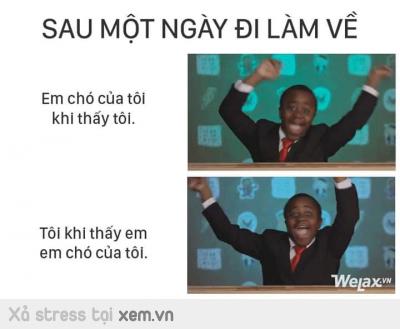 SAU MỘT NGÀY ĐI LÀM VỀ
Em chó của tôi
khi thấy tôi.
Tôi khi thấy em
em chó của tôi.
WeLax.VN
Xả stress tại xem.vn